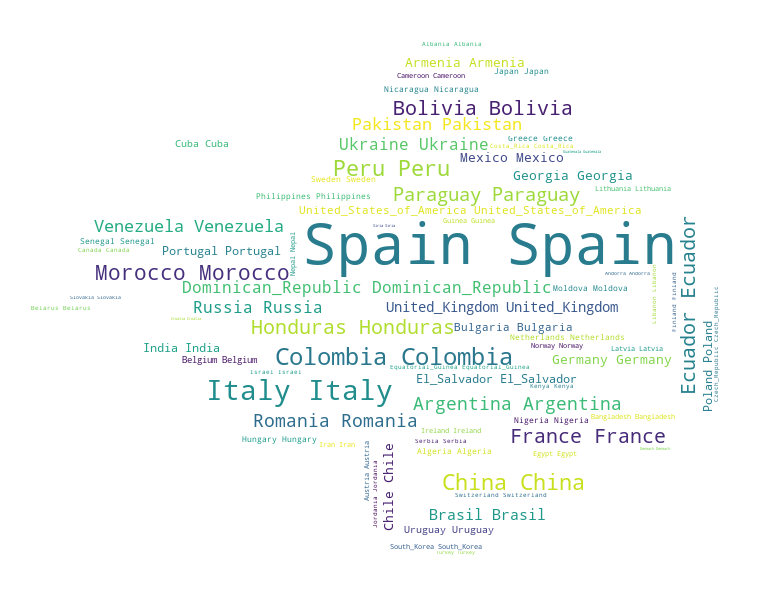 Albania Albania
Armenia Armenia
Japan Japan
Cameroon Cameroon
Nicaragua Nicaragua
Bolivia Bolivia
Pakistan Pakistan
Cuba Cuba
Ukraine Ukraine
Greece Greece
Costa_Rica Costa_Rica
Guatemala Guatemala
Mexico Mexico
Peru Peru
Georgia Georgia
Sweden Sweden
Lithuania Lithuania
Philippines Philippines
Paraguay Paraguay
United_States_of_America United_States_of_America
Guinea Guinea
Venezuela Venezuela
Siria Siria
Spain Spain
Senegal Senegal
Canada Canada
Portugal Portugal
Nepal Nepal
Morocco Morocco
Andorra Andorra
Ecuador Ecuador
Dominican_Republic Dominican_Republic
Moldova Moldova
Lebanon Lebanon
Finland Finland
Czech_Republic Czech_Republic
Slovakia Slovakia
Belarus Belarus
Russia Russia
United_Kingdom United_Kingdom
Croatia Croatia
Honduras Honduras
Bulgaria Bulgaria
Netherlands Netherlands
Norway Norway
Latvia Latvia
India India
Belgium Belgium
Colombia Colombia
Germany Germany
Poland Poland
Equatorial_Guinea Equatorial_Guinea
Israel Israel
El_Salvador El_Salvador
Kenya Kenya
Italy Italy
Argentina Argentina
Romania Romania
Nigeria Nigeria
Bangladesh Bangladesh
Ireland Ireland
France France
Hungary Hungary
Iran Iran
Serbia Serbia
Algeria Algeria
Egypt Egypt
Austria Austria
Jordania Jordania
Chile Chile
China China
Switzerland Switzerland
Brasil Brasil
Uruguay Uruguay
South_Korea South_Korea
Turkey Turkey